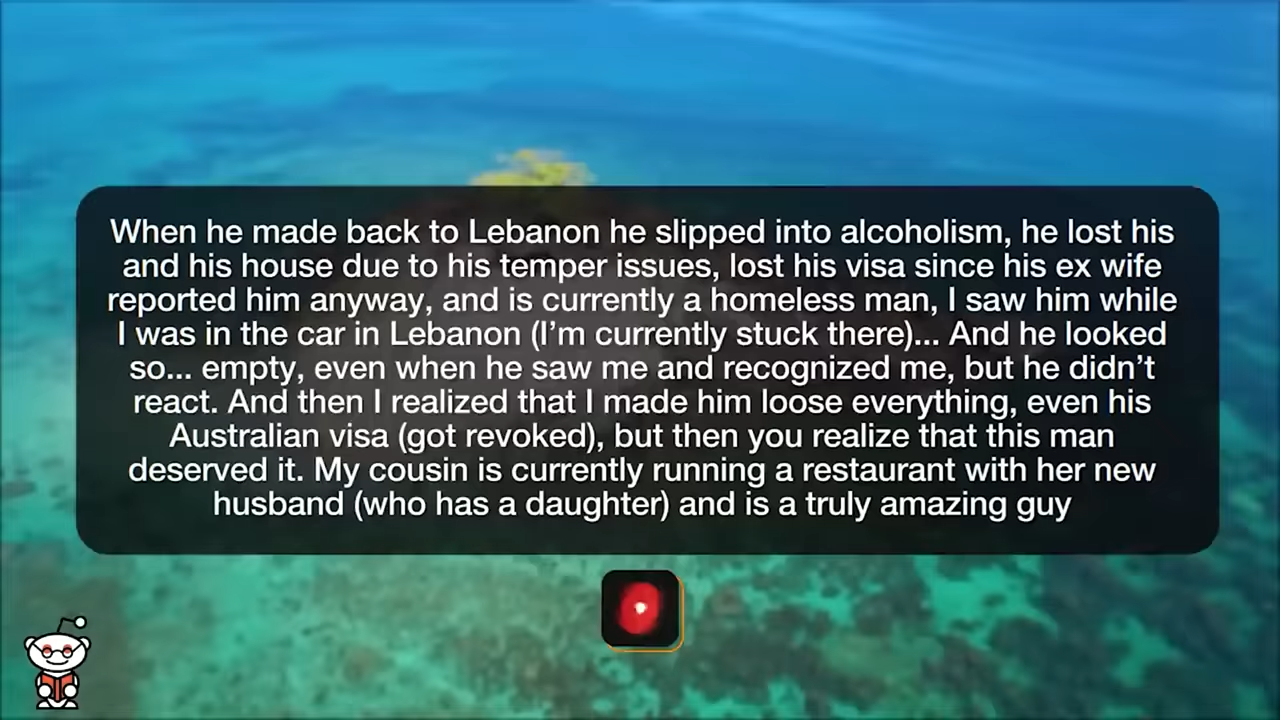 When he made back to Lebanon he slipped into alcoholism, he lost his
and his house due to his temper issues, lost his visa since his ex wife
reported him anyway, and is currently a homeless man, I saw him while
I was in the car in Lebanon (I’m currently stuck there)... And he looked
so... empty, even when he saw me and recognized me, but he didn’t
react. And then I realized that I made him loose everything, even his
Australian visa (got revoked), but then you realize that this man
deserved it. My cousin is currently running a restaurant with her new
husband (who has a daughter) and is a truly amazing guy